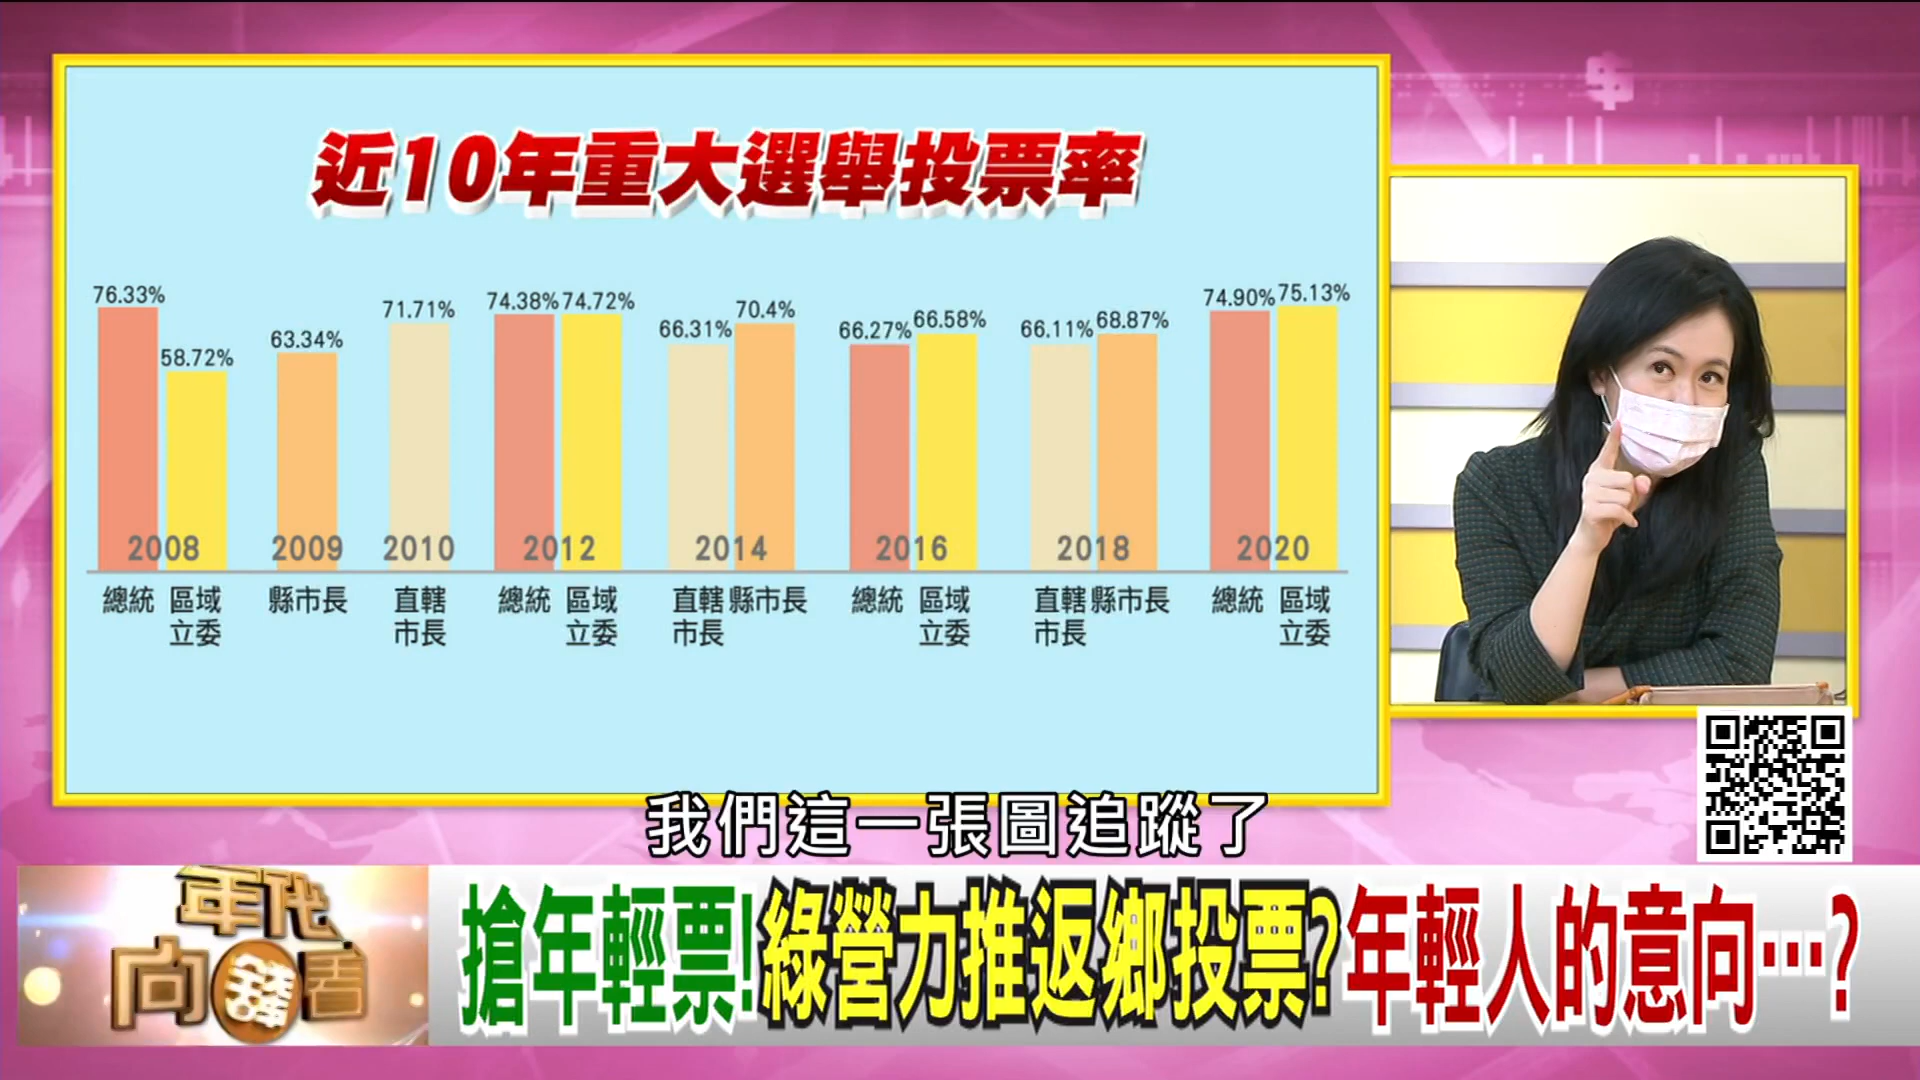 近10年重大選舉投票率
76.33%
58.72%
63.34%
71.71%
74.38%
74.72%
66.31%
70.4%
66.27%
66.58%
66.11%
68.87%
74.90%
75.13%
2008
2009
2010
2012
2014
2016
2018
2020
總統
區域
立委
縣市長
直轄
市長
總統
區域
立委
直轄
市長
縣市長
總統
區域
立委
直轄
市長
縣市長
總統
區域
立委
我們這一張圖追蹤了
年代
向錢看
搶年輕票!綠營力推返鄉投票?年輕人的意向…?